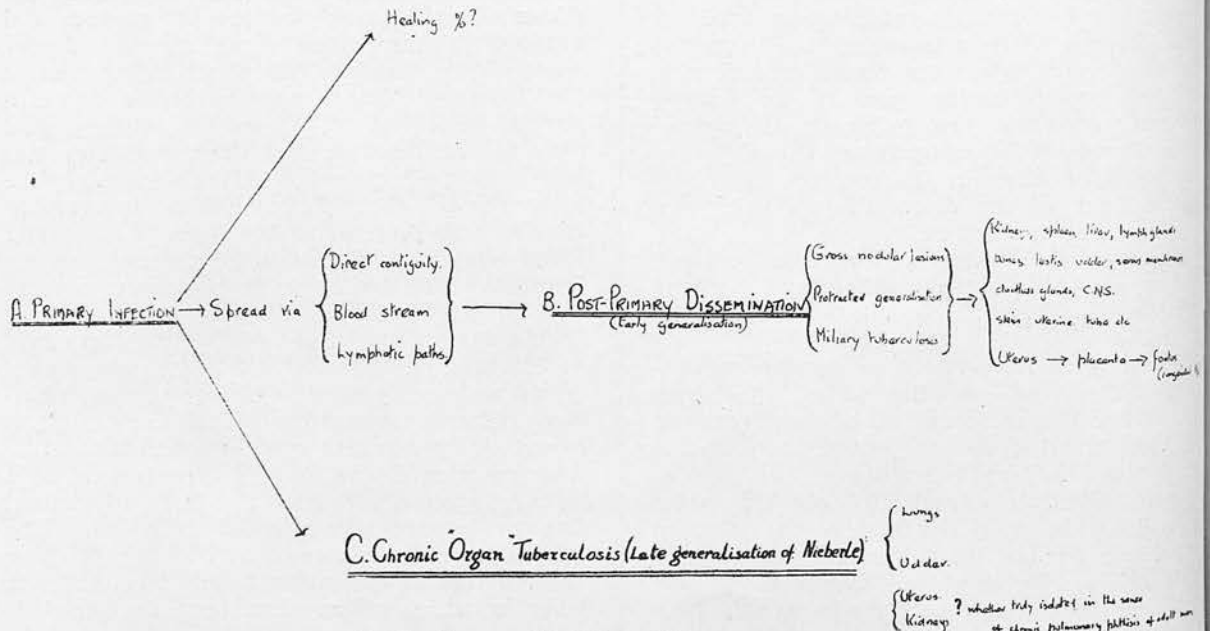 Healing %?
A. PRIMARY INFECTION → Spread via
Direct contiguity.
Blood stream
Lymphatic paths.
→ B. POST-PRIMARY DISSEMINATION
(Early generalisation)
Gross nodular lesions
Protracted generalisation
Miliary tuberculosis
→ Kidneys, spleen, liver, lymph glands
testis udder, serous membranes
glands, C.N.S.
skin uterine tube etc
Uterus → placenta → foetus
C. Chronic "Organ" Tuberculosis (Late generalisation of Nieberle)
Lungs
Udder.
Uterus
Kidneys
? whether truly isolated in the sense
of chronic pulmonary phthisis of adult man